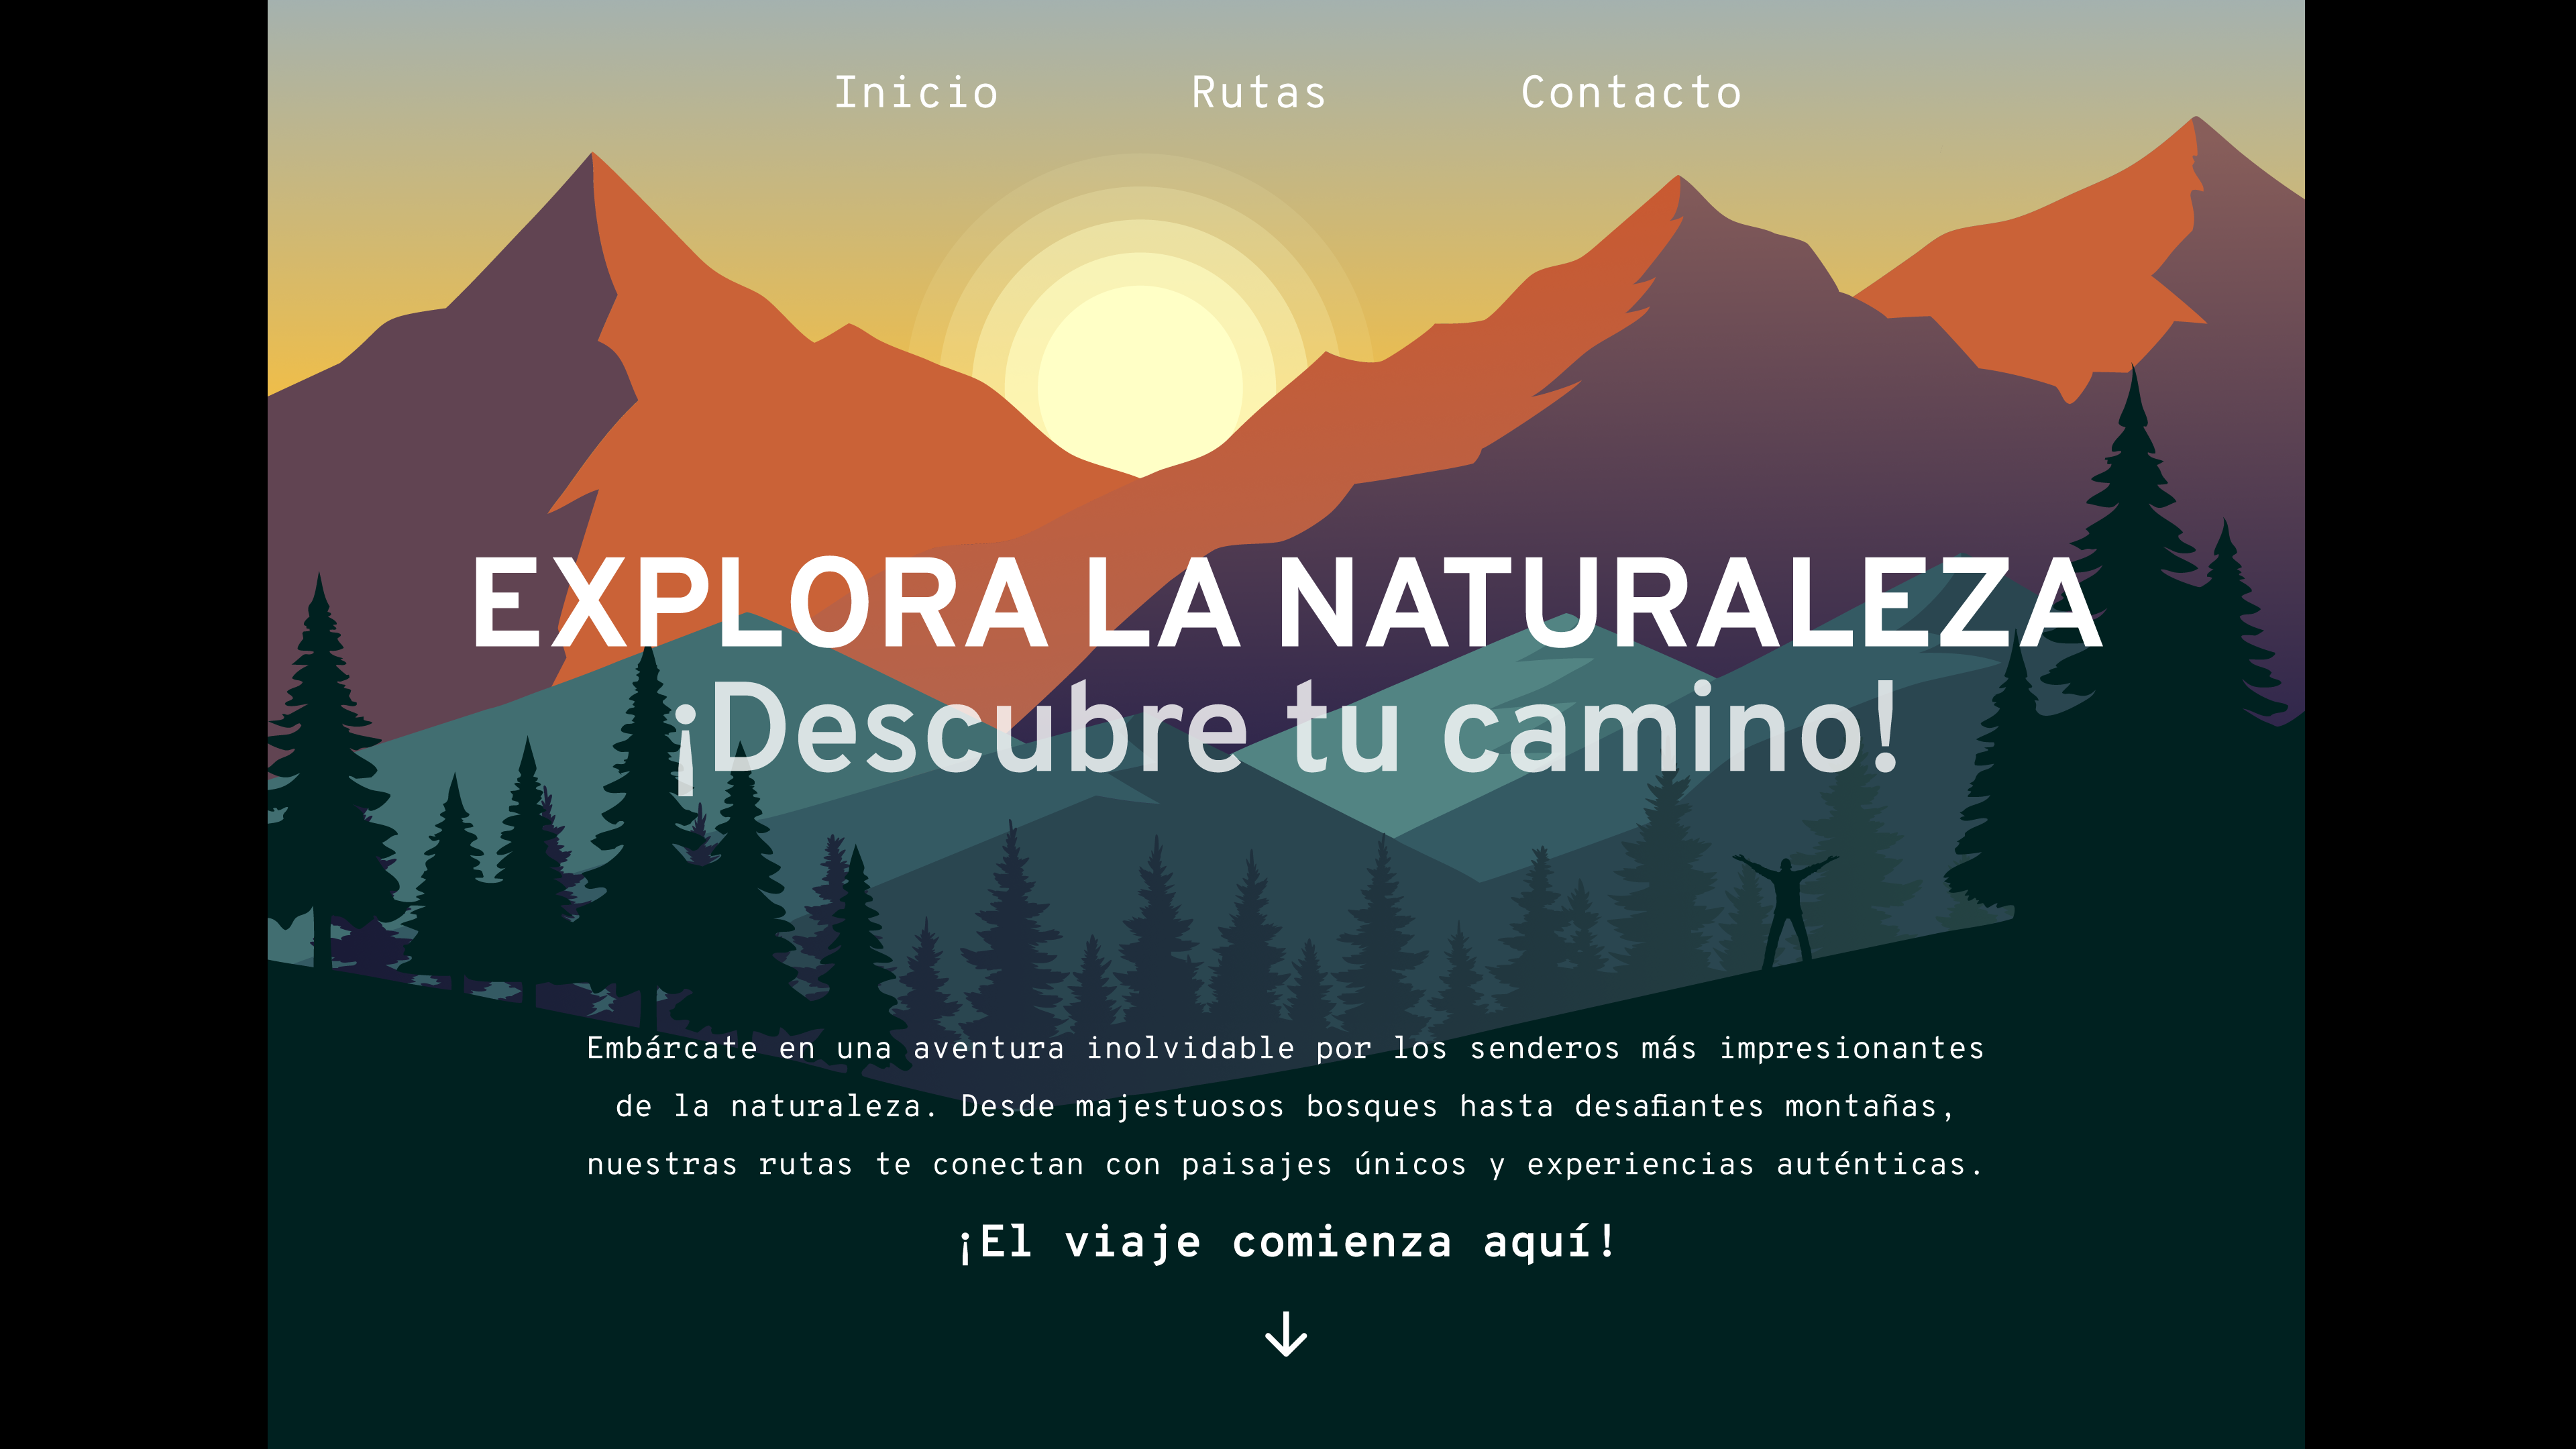 Inicio Rutas Contacto
EXPLORA LA NATURALEZA
¡Descubre tu camino!
Embárcate en una aventura inolvidable por los senderos más impresionantes
de la naturaleza. Desde majestuosos bosques hasta desafiantes montañas,
nuestras rutas te conectan con paisajes únicos y experiencias auténticas.
¡El viaje comienza aquí!